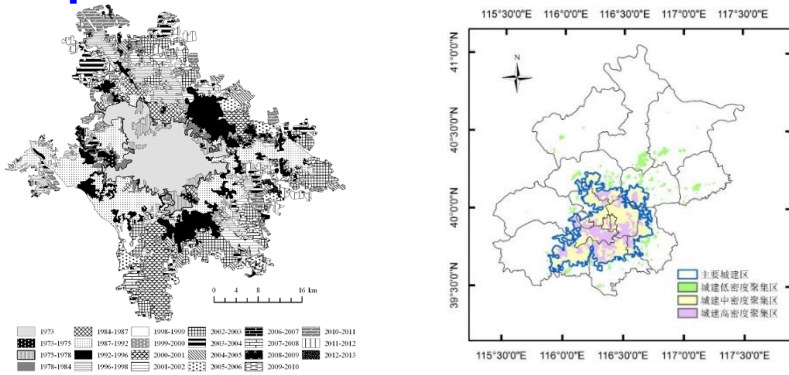 0 4 8 16 km
1973 1984-1987 1998-1999 2002-2003 2006-2007 2010-2011
1973-1975 1987-1992 1999-2000 2003-2004 2007-2008 2011-2012
1975-1978 1992-1996 2000-2001 2004-2005 2008-2009 2012-2013
1978-1984 1996-1998 2001-2002 2005-2006 2009-2010
115°30'0"E 116°0'0"E 116°30'0"E 117°0'0"E 117°30'0"E
41°0'0"N
40°30'0"N
40°0'0"N
39°30'0"N
N
主要城建区
城建低密度聚集区
城建中密度聚集区
城建高密度聚集区
115°30'0"E 116°0'0"E 116°30'0"E 117°0'0"E 117°30'0"E